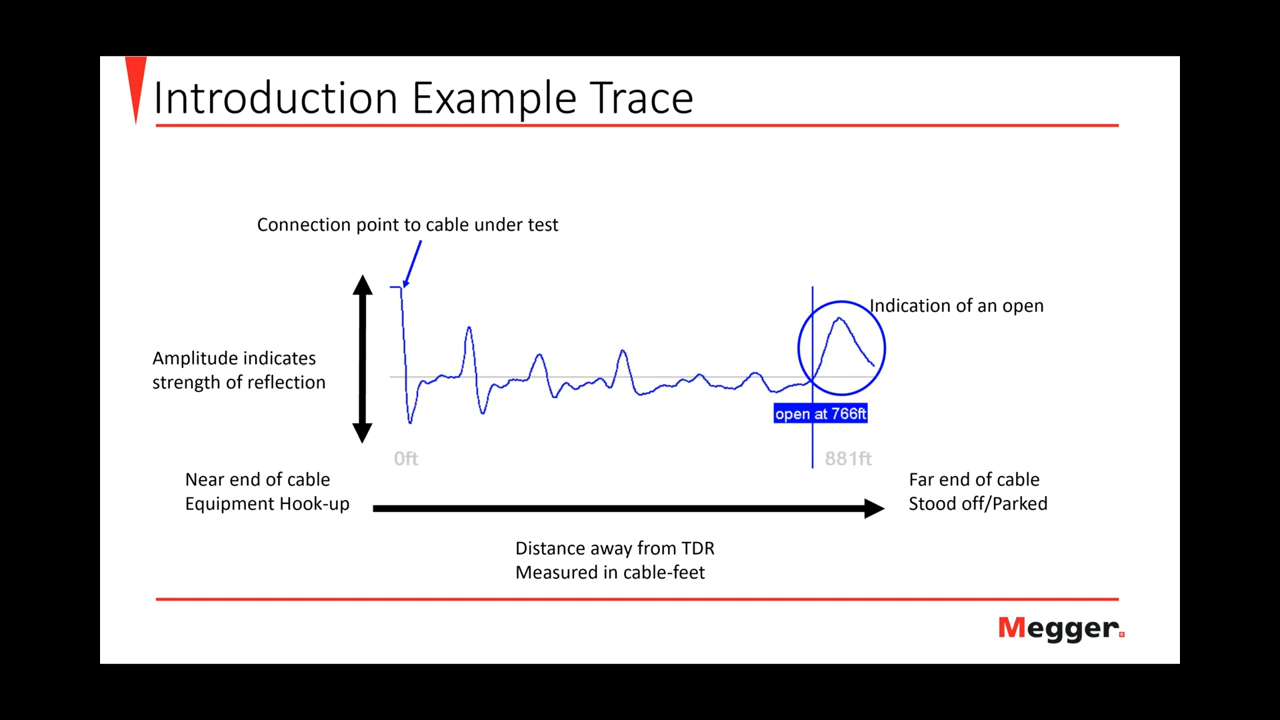 Introduction Example Trace
Connection point to cable under test
Indication of an open
Amplitude indicates
strength of reflection
open at 766ft
0ft
881ft
Near end of cable
Equipment Hook-up
Far end of cable
Stood off/Parked
Distance away from TDR
Measured in cable-feet
Megger.